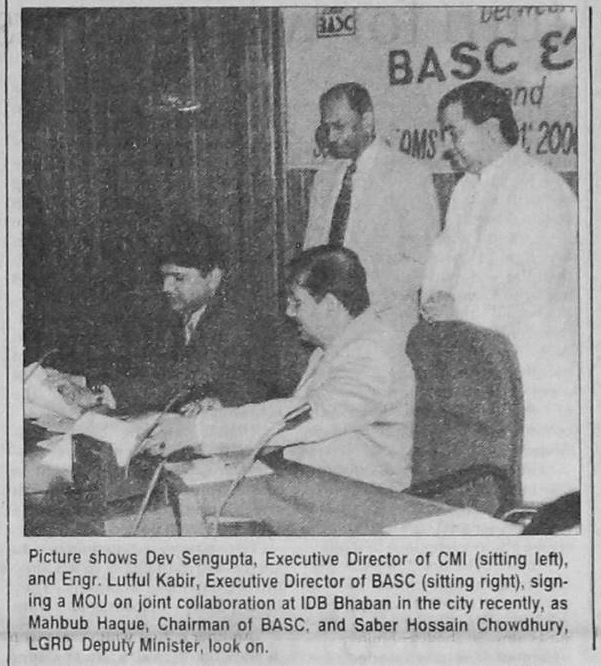 BASC
between
BASC &
and
2000
Picture shows Dev Sengupta, Executive Director of CMI (sitting left),
and Engr. Lutful Kabir, Executive Director of BASC (sitting right), sign-
ing a MOU on joint collaboration at IDB Bhaban in the city recently, as
Mahbub Haque, Chairman of BASC, and Saber Hossain Chowdhury,
LGRD Deputy Minister, look on.